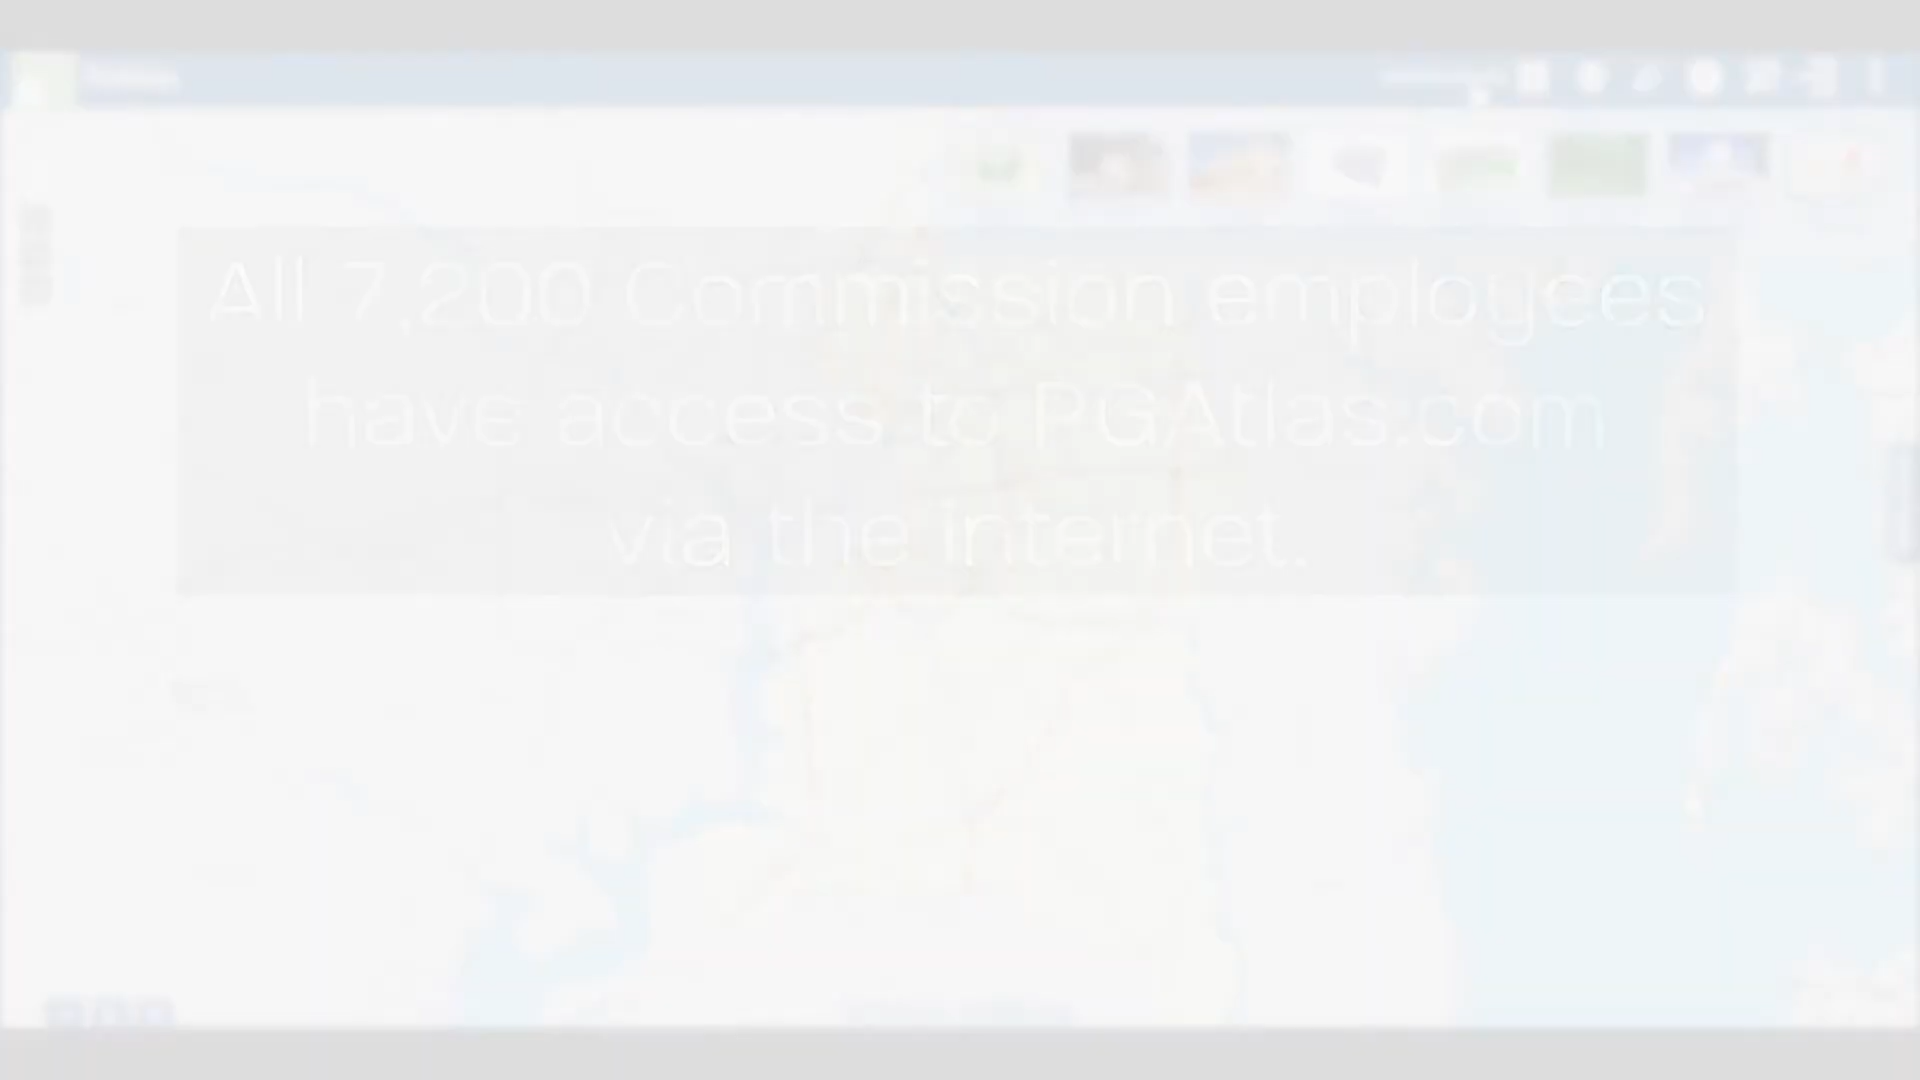 All 7,200 Commission employees
have access to PGAtlas.com
via the internet.